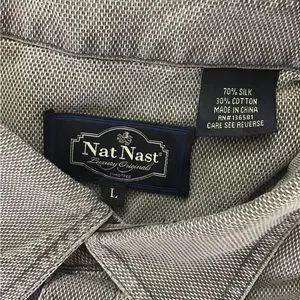 Nat Nast
Luxury Originals
L
70% SILK
30% COTTON
MADE IN CHINA
RN#136581
CARE SEE REVERSE